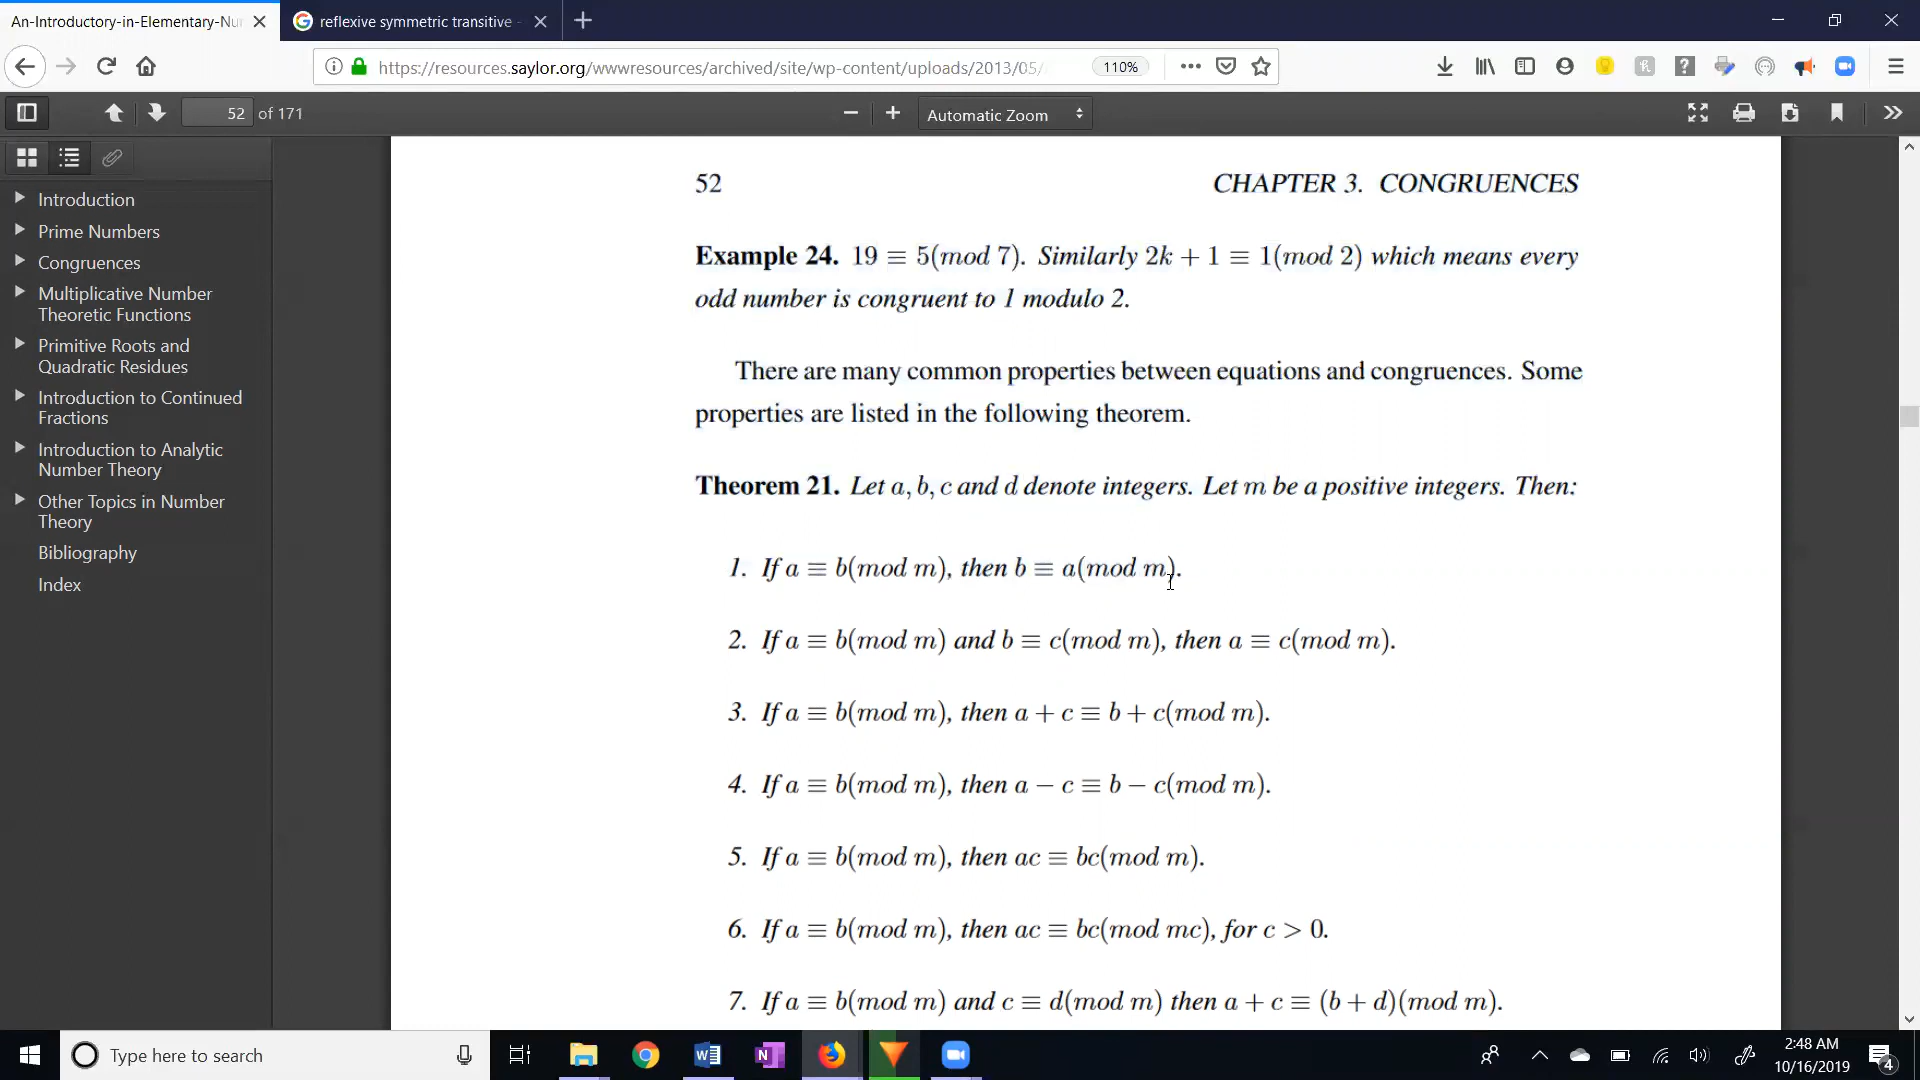 An-Introductory-in-Elementary-Nu
reflexive symmetric transitive -
https://resources.saylor.org/wwwresources/archived/site/wp-content/uploads/2013/05/
110%
52 of 171
Automatic Zoom
Introduction
Prime Numbers
Congruences
Multiplicative Number
Theoretic Functions
Primitive Roots and
Quadratic Residues
Introduction to Continued
Fractions
Introduction to Analytic
Number Theory
Other Topics in Number
Theory
Bibliography
Index
52 CHAPTER 3. CONGRUENCES
Example 24. 19 ≡ 5(mod 7). Similarly 2k + 1 ≡ 1(mod 2) which means every
odd number is congruent to 1 modulo 2.
There are many common properties between equations and congruences. Some
properties are listed in the following theorem.
Theorem 21. Let a, b, c and d denote integers. Let m be a positive integers. Then:
1. If a ≡ b(mod m), then b ≡ a(mod m).
2. If a ≡ b(mod m) and b ≡ c(mod m), then a ≡ c(mod m).
3. If a ≡ b(mod m), then a + c ≡ b + c(mod m).
4. If a ≡ b(mod m), then a − c ≡ b − c(mod m).
5. If a ≡ b(mod m), then ac ≡ bc(mod m).
6. If a ≡ b(mod m), then ac ≡ bc(mod mc), for c > 0.
7. If a ≡ b(mod m) and c ≡ d(mod m) then a + c ≡ (b + d)(mod m).
Type here to search
2:48 AM
10/16/2019
4